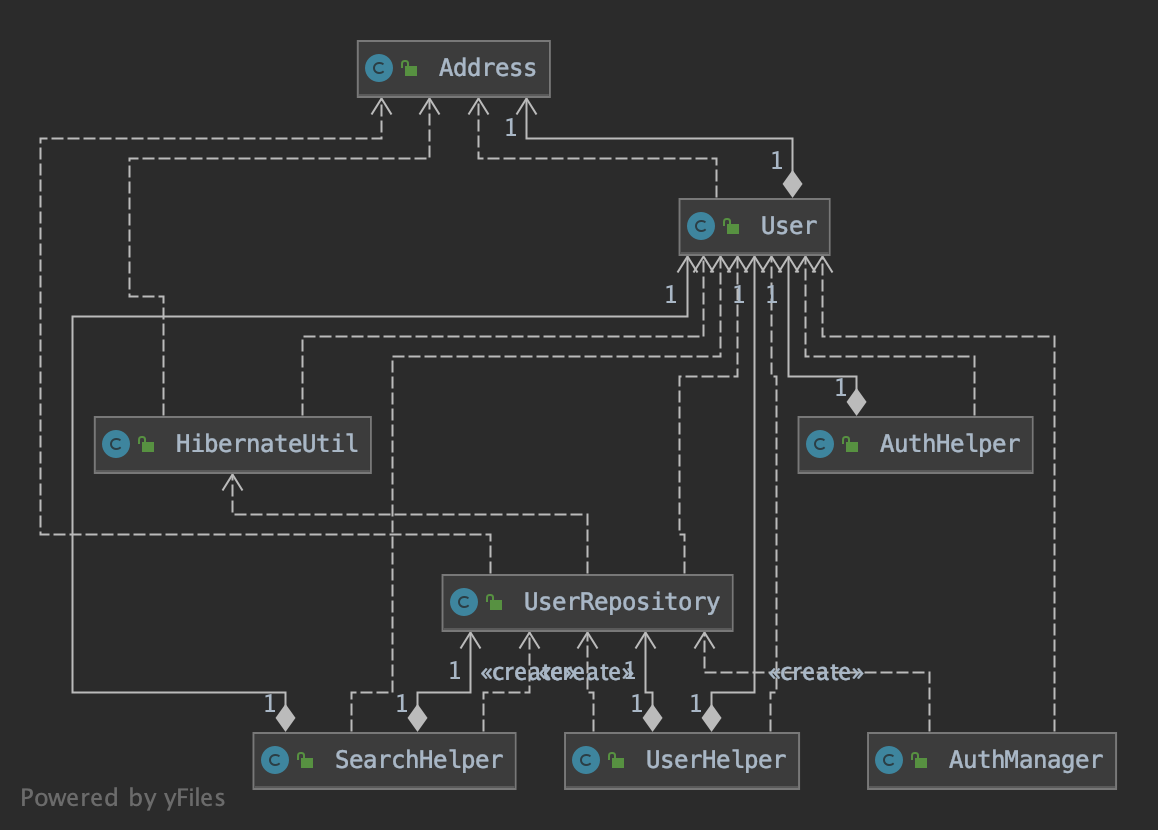 C Address
1
1
C User
1 1 1
1
C HibernateUtil
C AuthHelper
C UserRepository
1 «create» «create» 1 «create»
1 1 1 1
C SearchHelper
C UserHelper
C AuthManager
Powered by yFiles